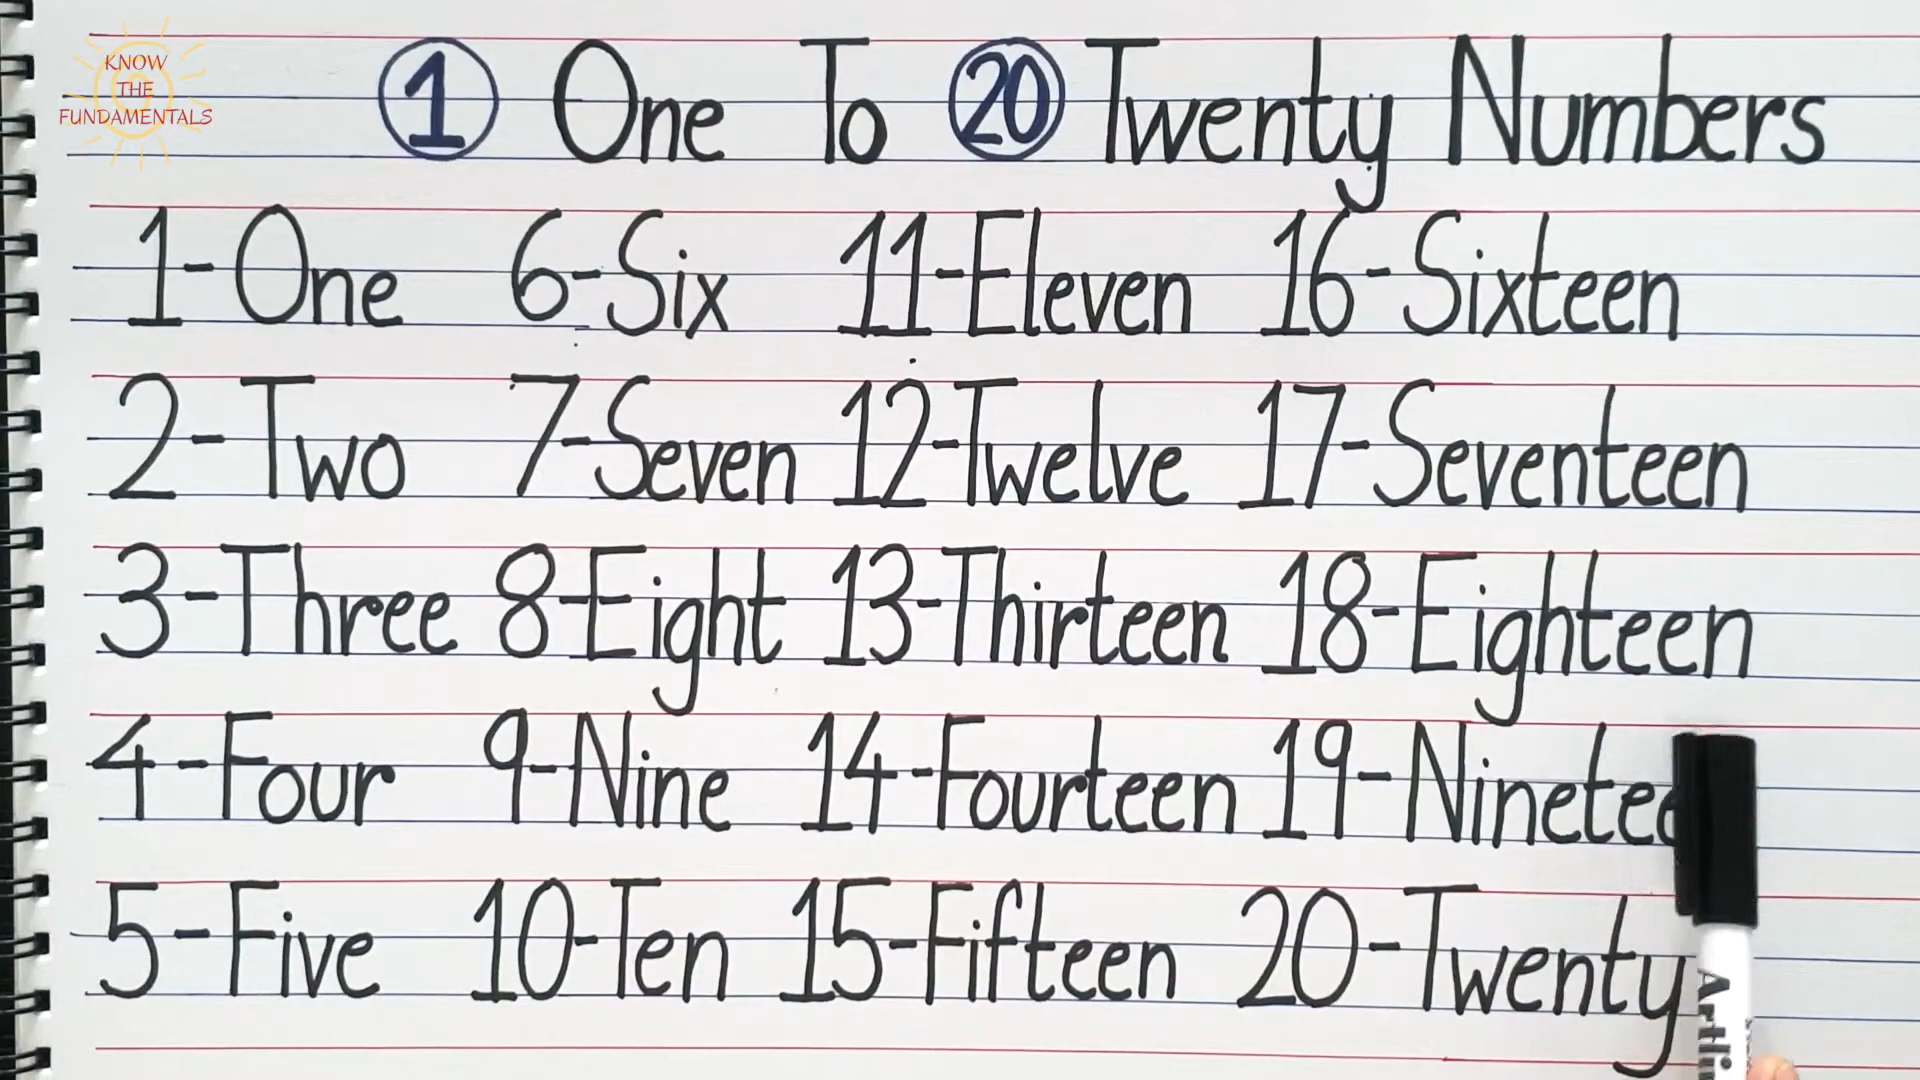 KNOW
THE
FUNDAMENTALS
1 One To 20 Twenty Numbers
1-One 6-Six 11-Eleven 16-Sixteen
2-Two 7-Seven 12-Twelve 17-Seventeen
3-Three 8-Eight 13-Thirteen 18-Eighteen
4-Four 9-Nine 14-Fourteen 19-Ninetee
5-Five 10-Ten 15-Fifteen 20-Twenty